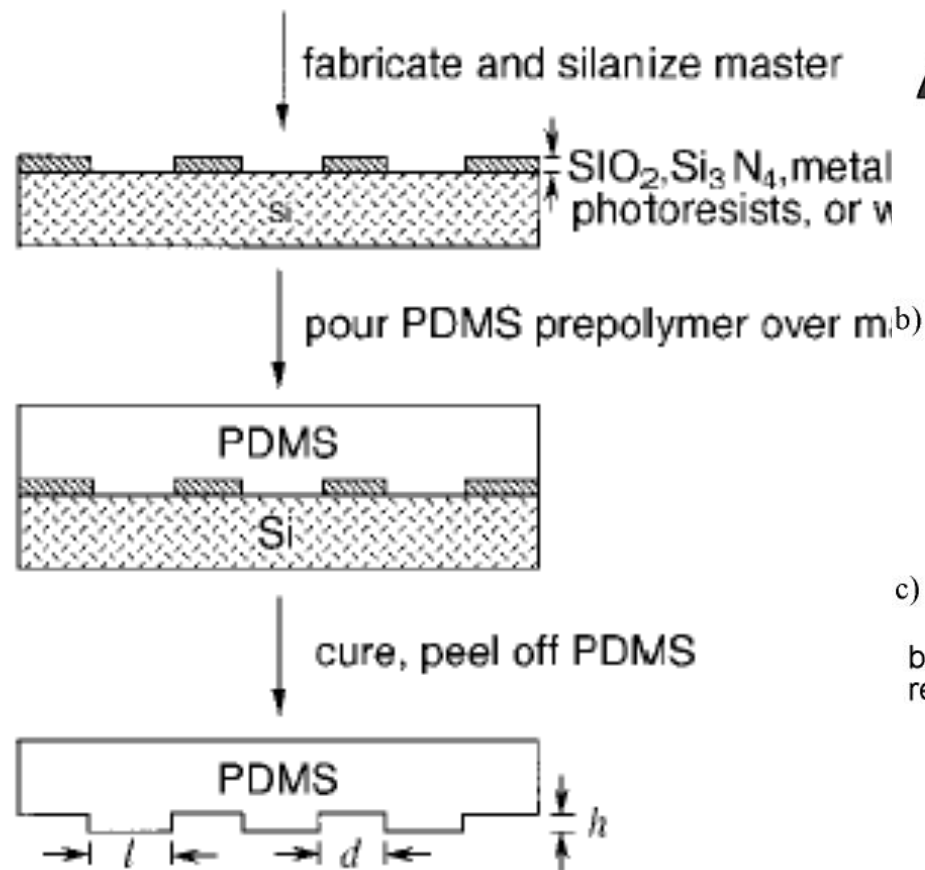 fabricate and silanize master
SIO₂,Si₃N₄,metal
photoresists, or
Si
pour PDMS prepolymer over
b)
PDMS
Si
c)
cure, peel off PDMS
PDMS
h
l
d